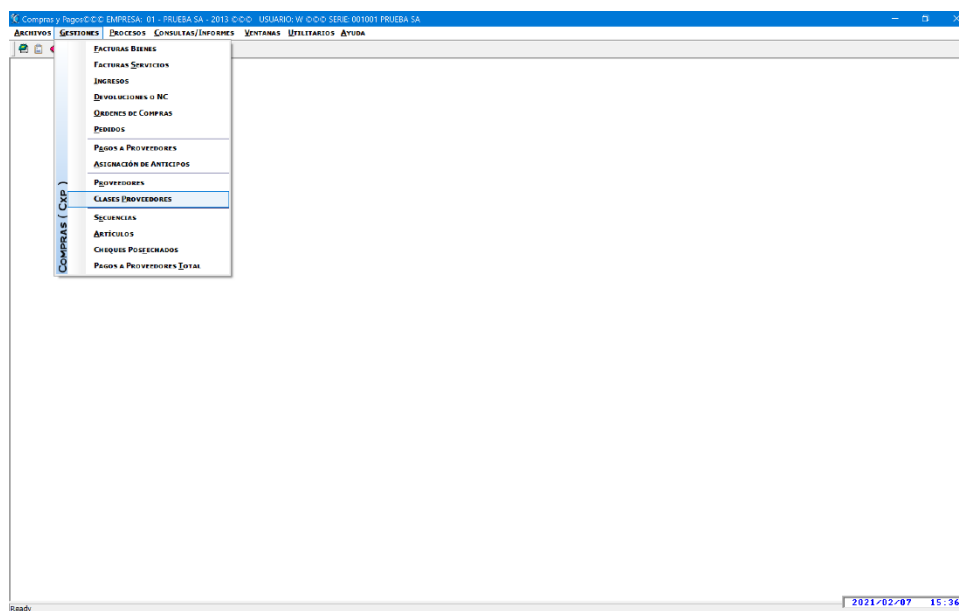 Compras y Pagos©©© EMPRESA: 01 - PRUEBA SA - 2013 ©©© USUARIO: W ©©© SERIE: 001001 PRUEBA SA
ARCHIVOS GESTIONES PROCESOS CONSULTAS/INFORMES VENTANAS UTILITARIOS AYUDA
FACTURAS BIENES
FACTURAS SERVICIOS
INGRESOS
DEVOLUCIONES O NC
ORDENES DE COMPRAS
PEDIDOS
PAGOS A PROVEEDORES
ASIGNACIÓN DE ANTICIPOS
PROVEEDORES
CLASES PROVEEDORES
SECUENCIAS
ARTÍCULOS
CHEQUES POSFECHADOS
PAGOS A PROVEEDORES TOTAL
COMPRAS ( CXP )
Ready
2021/02/07 15:36